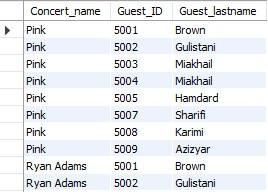 Concert_name Guest_ID Guest_lastname
Pink 5001 Brown
Pink 5002 Gulistani
Pink 5003 Miakhail
Pink 5004 Miakhail
Pink 5005 Hamdard
Pink 5007 Sharifi
Pink 5008 Karimi
Pink 5009 Azizyar
Ryan Adams 5001 Brown
Ryan Adams 5002 Gulistani